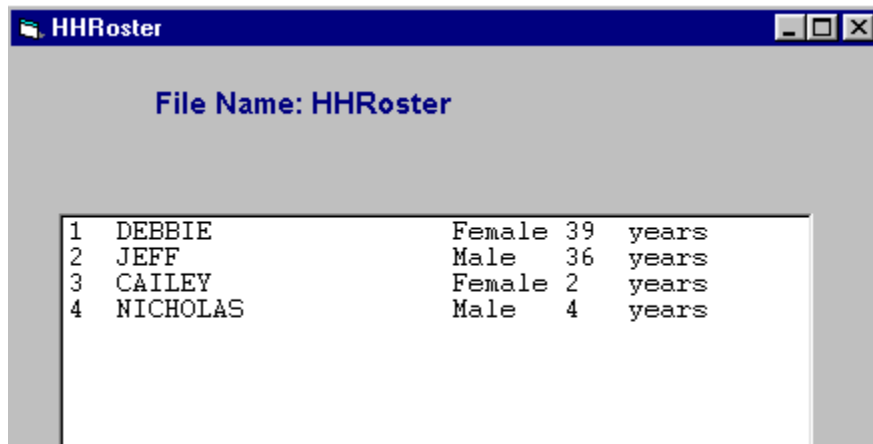 HHRoster
File Name: HHRoster
1 DEBBIE Female 39 years
2 JEFF Male 36 years
3 CAILEY Female 2 years
4 NICHOLAS Male 4 years